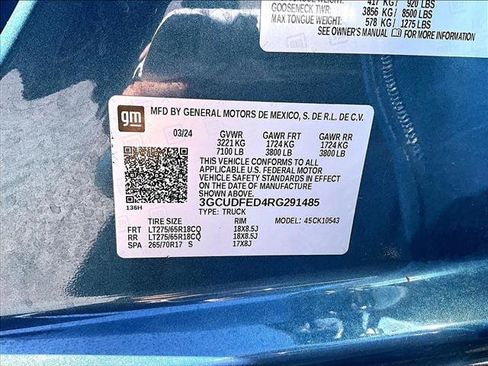 417 KG / 920 LBS
GOOSENECK TWR: 3856 KG / 8500 LBS
MAX TONGUE WEIGHT: 578 KG / 1275 LBS
SEE OWNER'S MANUAL FOR MORE INFORMATION
gm
MFD BY GENERAL MOTORS DE MEXICO, S. DE R.L. DE C.V.
03/24 GVWR GAWR FRT GAWR RR
3221 KG 1724 KG 1724 KG
7100 LB 3800 LB 3800 LB
THIS VEHICLE CONFORMS TO ALL
APPLICABLE U.S. FEDERAL MOTOR
VEHICLE SAFETY STANDARDS IN EFFECT
ON THE DATE OF MANUFACTURE
SHOWN ABOVE.
136H
3GCUDFED4RG291485
TYPE: TRUCK
MODEL: 4SCK10543
TIRE SIZE RIM
FRT LT275/65R18CQ 18X8.5J
RR LT275/65R18CQ 18X8.5J
SPA 265/70R17 S 17X8J